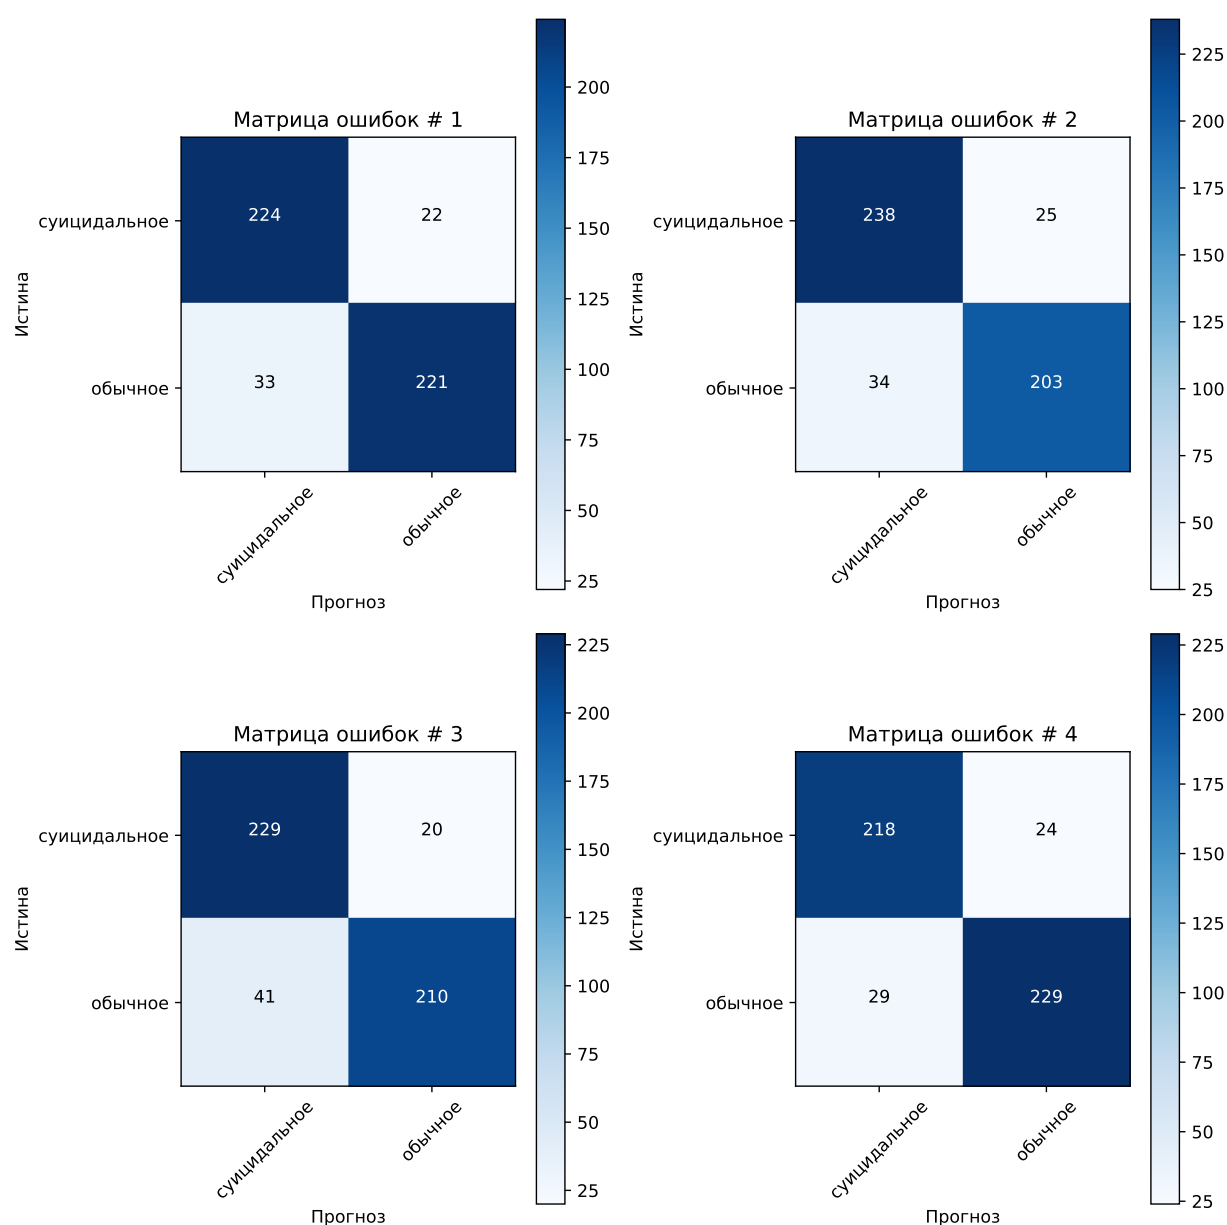 Матрица ошибок # 1
суицидальное
обычное
Истина
224
22
33
221
суицидальное
обычное
Прогноз
200
175
150
125
100
75
50
25
Матрица ошибок # 2
суицидальное
обычное
Истина
238
25
34
203
суицидальное
обычное
Прогноз
225
200
175
150
125
100
75
50
25
Матрица ошибок # 3
суицидальное
обычное
Истина
229
20
41
210
суицидальное
обычное
Прогноз
225
200
175
150
125
100
75
50
25
Матрица ошибок # 4
суицидальное
обычное
Истина
218
24
29
229
суицидальное
обычное
Прогноз
225
200
175
150
125
100
75
50
25